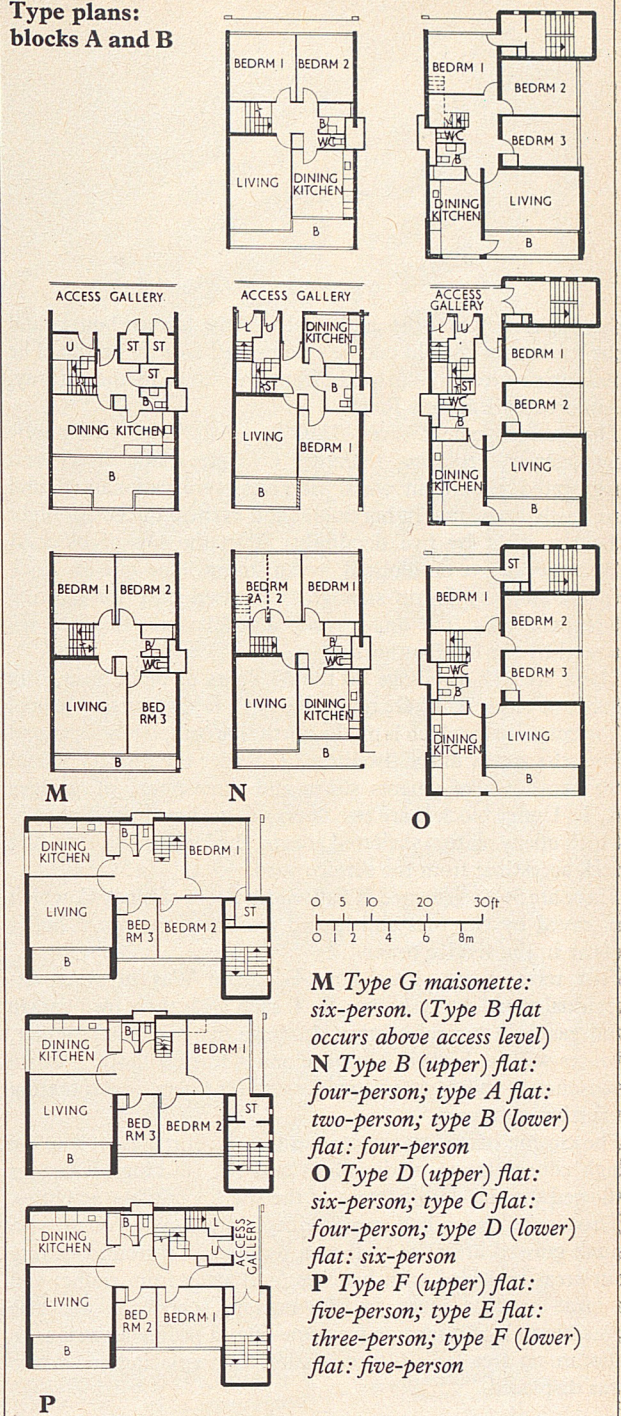 Type plans:
blocks A and B
BEDRM 1 BEDRM 2
B
WC
LIVING DINING
KITCHEN
B
BEDRM 1
BEDRM 2
WC
BEDRM 3
B
DINING
KITCHEN
LIVING
B
ACCESS GALLERY
U ST ST
ST
B
DINING KITCHEN
B
ACCESS GALLERY
L U DINING
KITCHEN
ST B
LIVING
BEDRM 1
B
ACCESS
GALLERY
L U
BEDRM 1
ST
WC BEDRM 2
B
DINING
KITCHEN
LIVING
B
BEDRM 1 BEDRM 2
B
WC
LIVING BED
RM 3
B
M
BEDRM BEDRM 1
2A 2
B
WC
LIVING DINING
KITCHEN
B
N
ST
BEDRM 1
BEDRM 2
WC
BEDRM 3
B
DINING
KITCHEN
LIVING
B
O
DINING
KITCHEN
B
BEDRM 1
LIVING
BED
RM 3
BEDRM 2
ST
B
DINING
KITCHEN
B
BEDRM 1
LIVING
BED
RM 3
BEDRM 2
ST
B
DINING
KITCHEN
B
L
U
ACCESS
GALLERY
LIVING
BED
RM 2
BEDRM 1
B
P
0 5 10 20 30ft
0 1 2 4 6 8m
M Type G maisonette:
six-person. (Type B flat
occurs above access level)
N Type B (upper) flat:
four-person; type A flat:
two-person; type B (lower)
flat: four-person
O Type D (upper) flat:
six-person; type C flat:
four-person; type D (lower)
flat: six-person
P Type F (upper) flat:
five-person; type E flat:
three-person; type F (lower)
flat: five-person